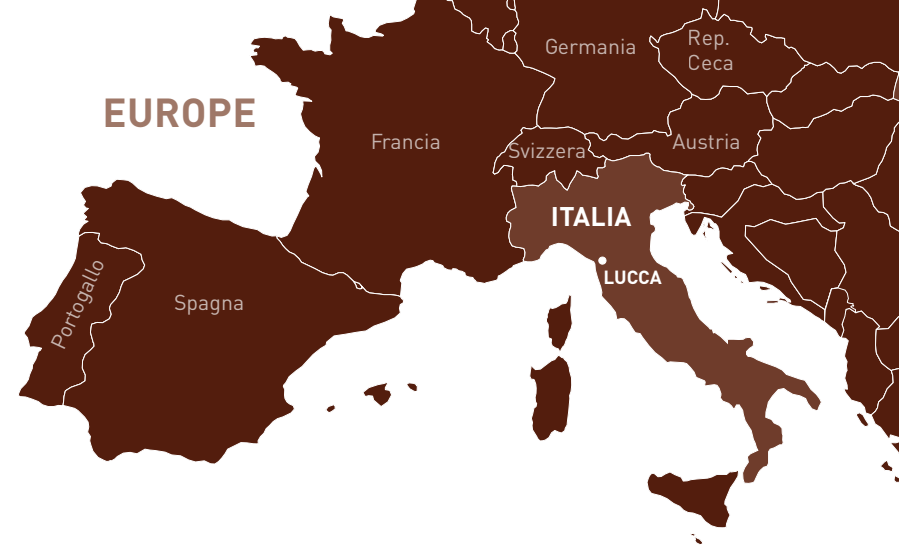 Germania
Rep.
Ceca
EUROPE
Francia
Svizzera
Austria
ITALIA
LUCCA
Portogallo
Spagna